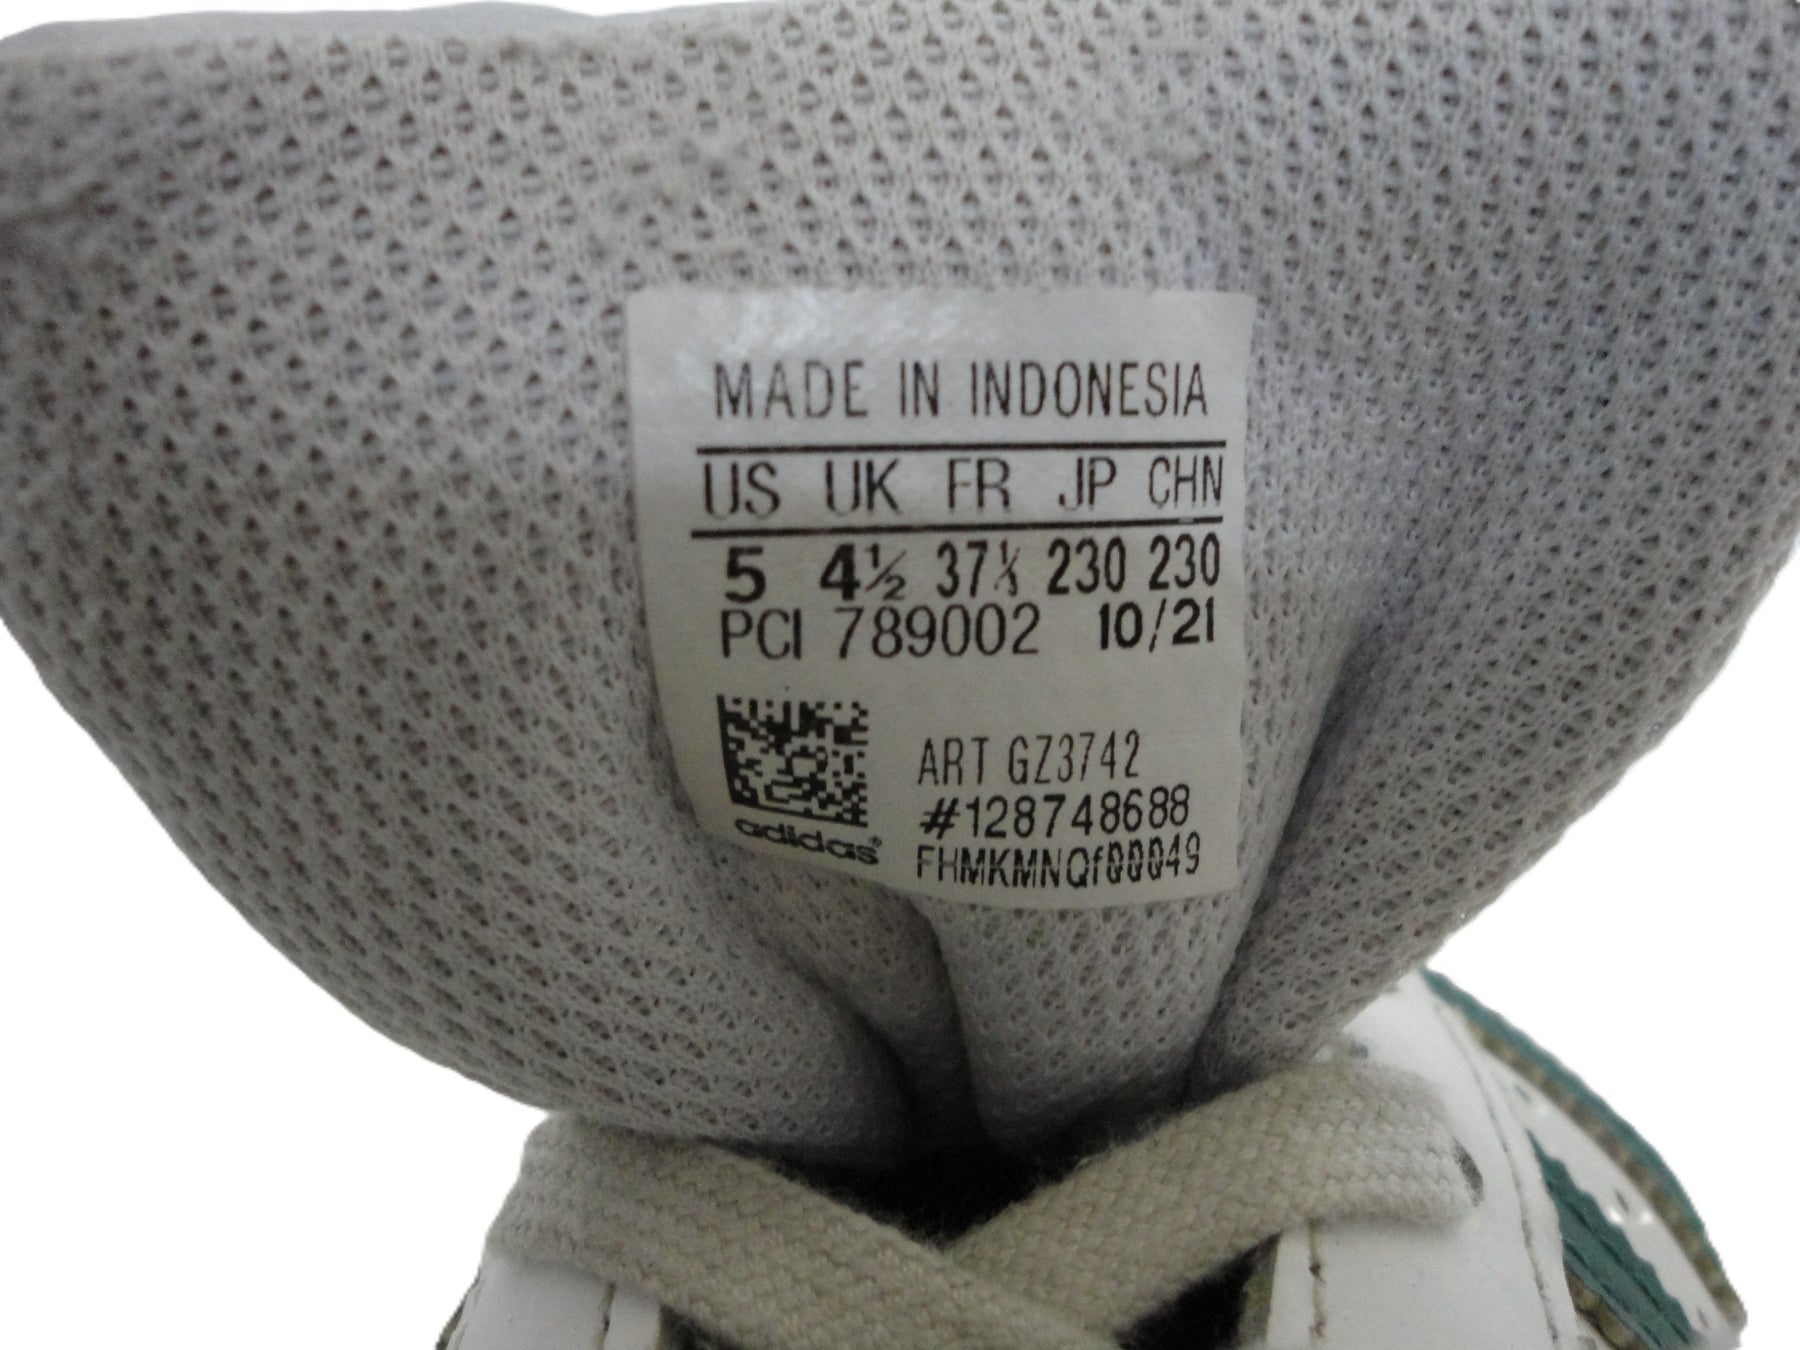 MADE IN INDONESIA
US UK FR JP CHN
5 4½ 37⅓ 230 230
PCI 789002 10/21
ART GZ3742
#128748688
adidas
FHMKMNQf00049